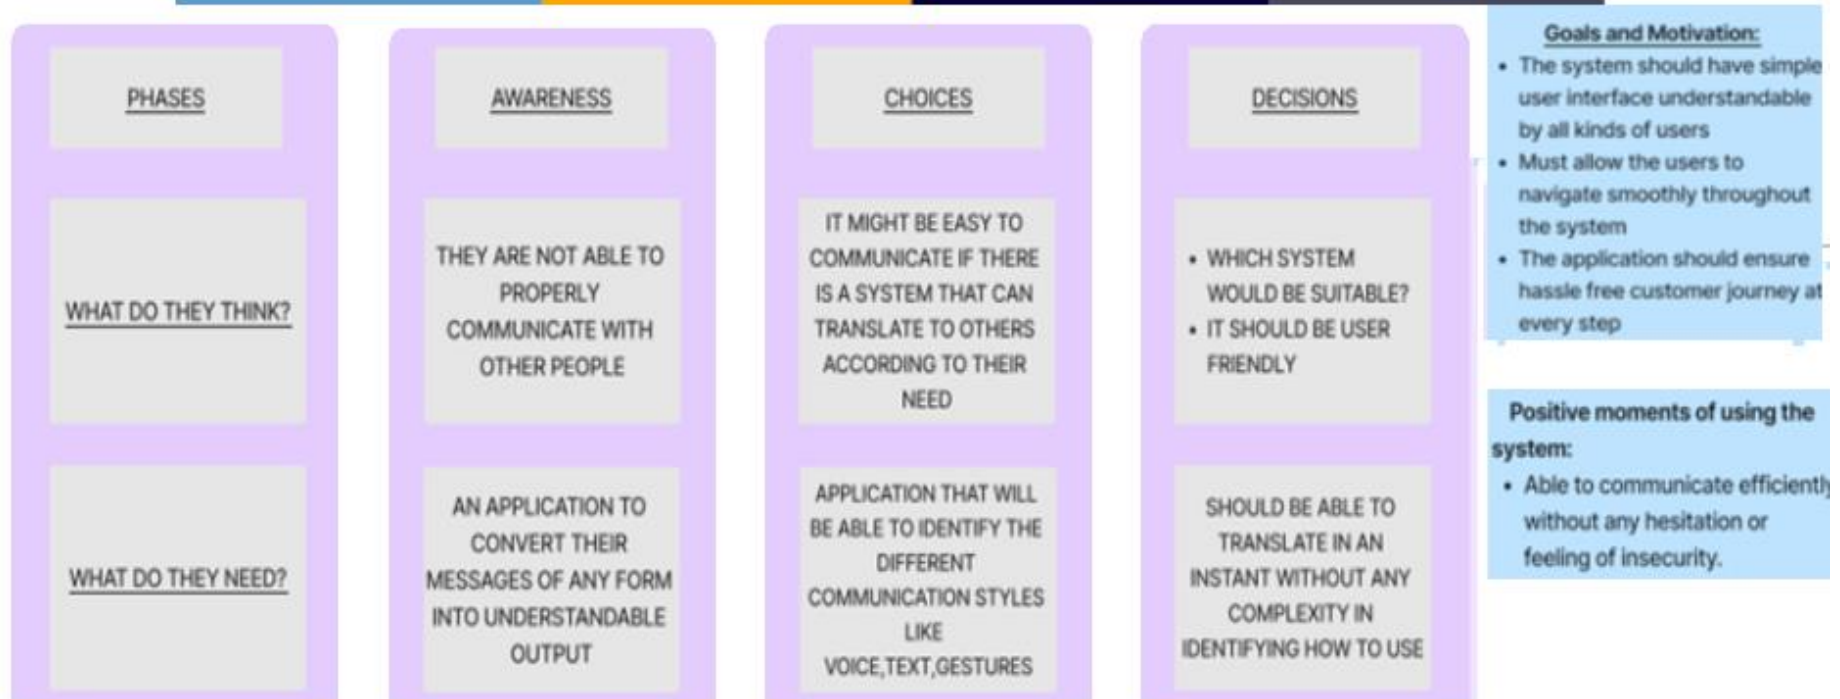 PHASES
AWARENESS
CHOICES
DECISIONS
WHAT DO THEY THINK?
THEY ARE NOT ABLE TO
PROPERLY
COMMUNICATE WITH
OTHER PEOPLE
IT MIGHT BE EASY TO
COMMUNICATE IF THERE
IS A SYSTEM THAT CAN
TRANSLATE TO OTHERS
ACCORDING TO THEIR
NEED
• WHICH SYSTEM
WOULD BE SUITABLE?
• IT SHOULD BE USER
FRIENDLY
WHAT DO THEY NEED?
AN APPLICATION TO
CONVERT THEIR
MESSAGES OF ANY FORM
INTO UNDERSTANDABLE
OUTPUT
APPLICATION THAT WILL
BE ABLE TO IDENTIFY THE
DIFFERENT
COMMUNICATION STYLES
LIKE
VOICE,TEXT,GESTURES
SHOULD BE ABLE TO
TRANSLATE IN AN
INSTANT WITHOUT ANY
COMPLEXITY IN
IDENTIFYING HOW TO USE
Goals and Motivation:
• The system should have simple
user interface understandable
by all kinds of users
• Must allow the users to
navigate smoothly throughout
the system
• The application should ensure
hassle free customer journey at
every step
Positive moments of using the
system:
• Able to communicate efficiently
without any hesitation or
feeling of insecurity.